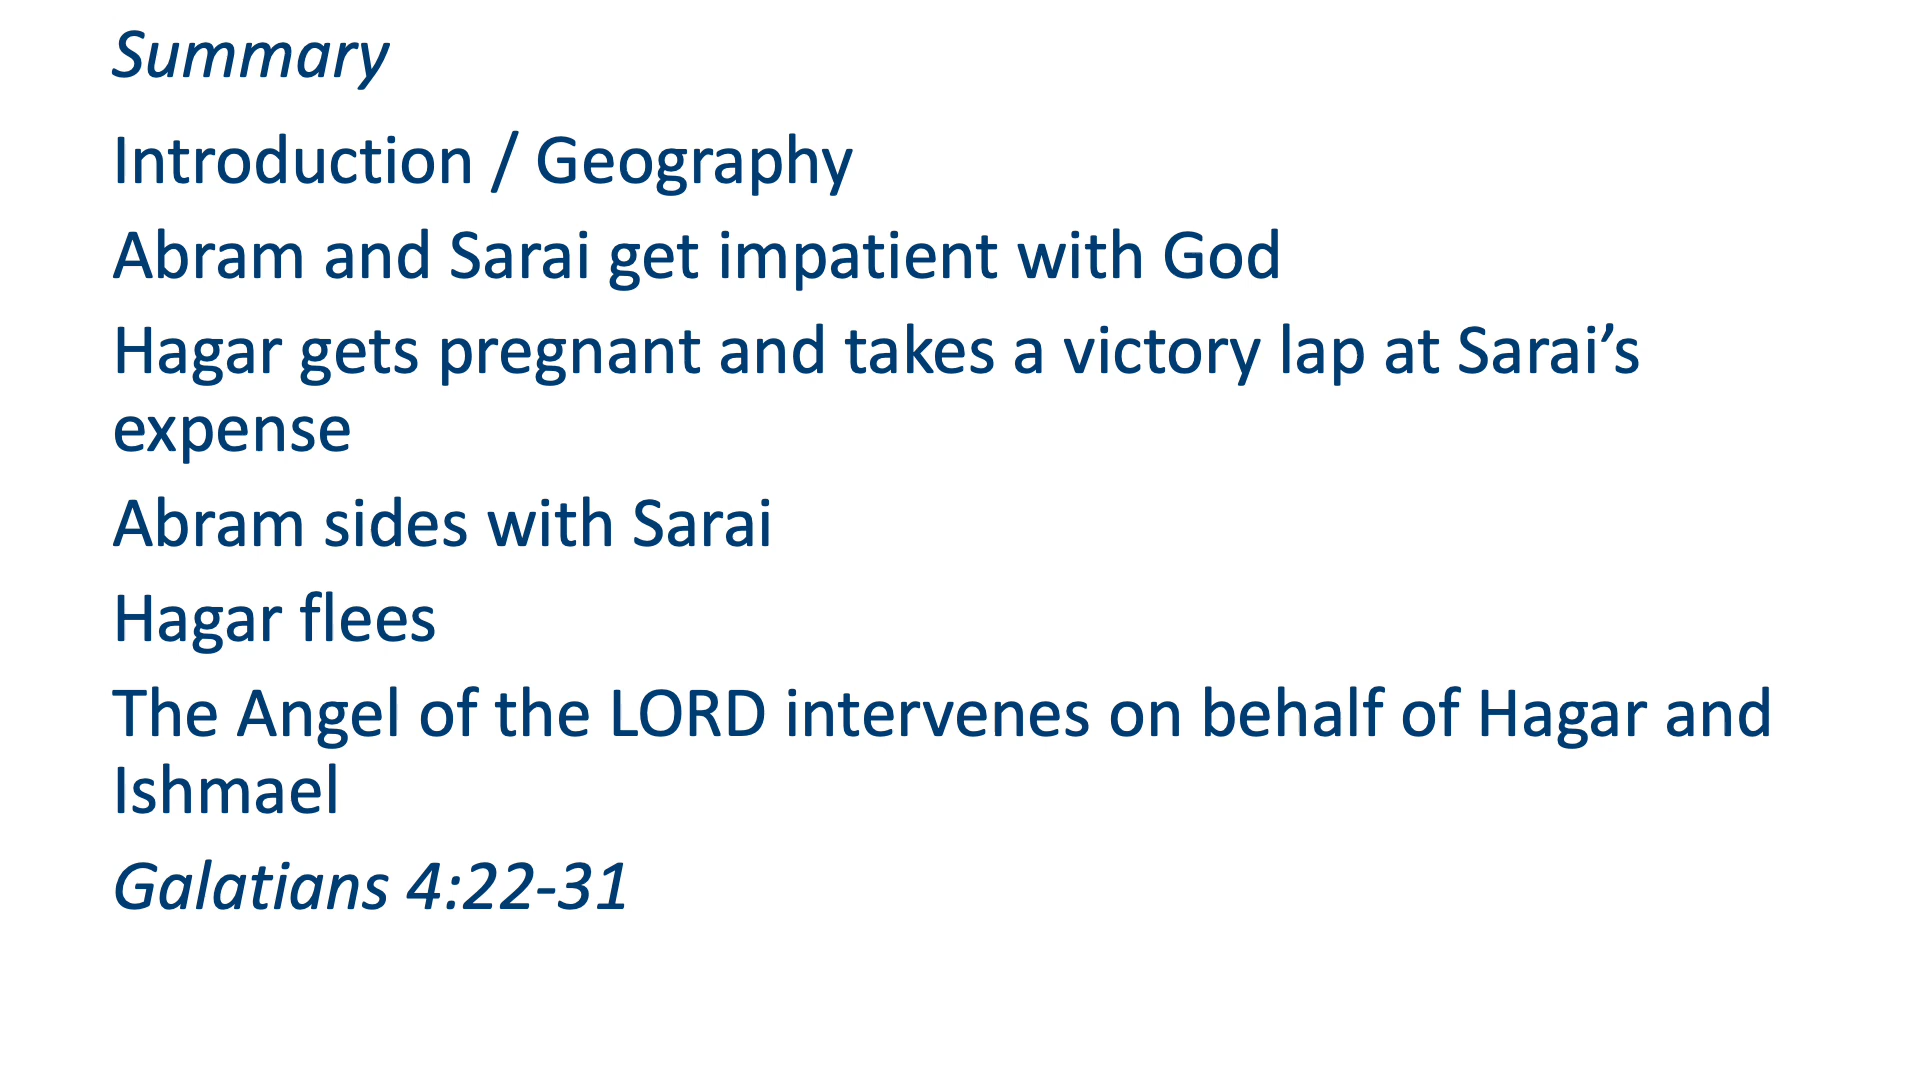 Summary
Introduction / Geography
Abram and Sarai get impatient with God
Hagar gets pregnant and takes a victory lap at Sarai’s
expense
Abram sides with Sarai
Hagar flees
The Angel of the LORD intervenes on behalf of Hagar and
Ishmael
Galatians 4:22-31